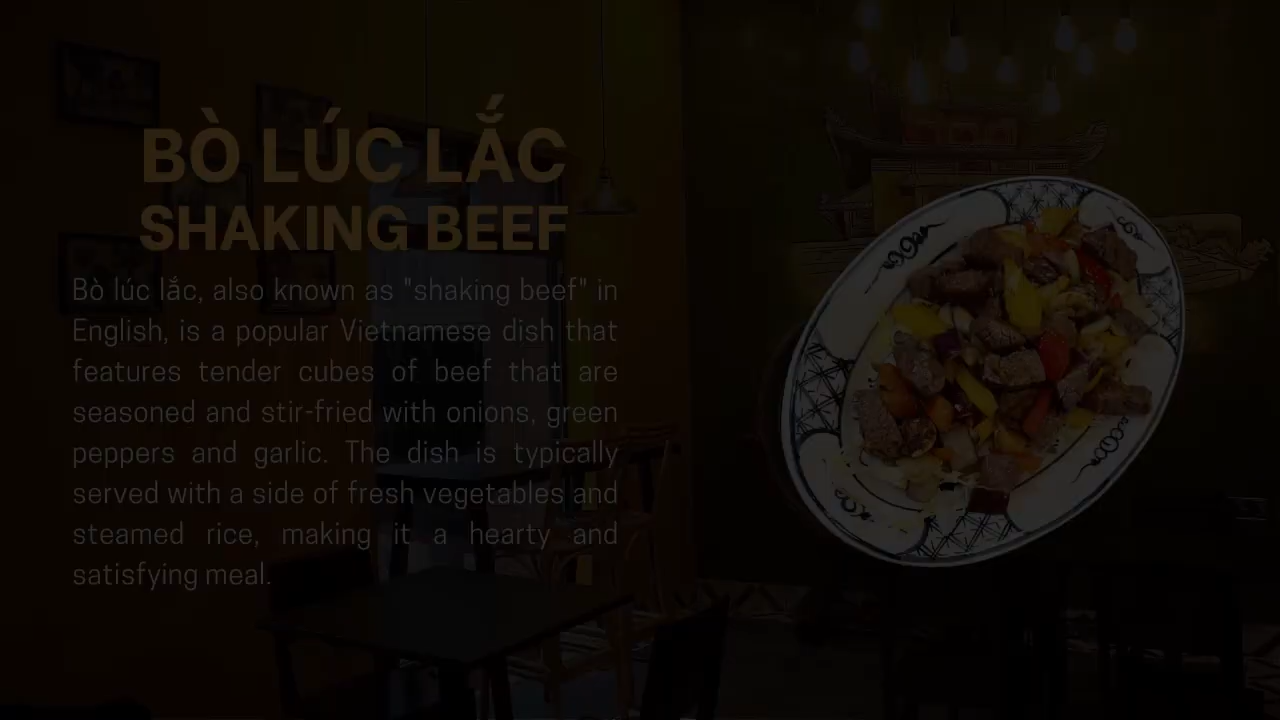 BÒ LÚC LẮC
SHAKING BEEF
Bò lúc lắc, also known as "shaking beef" in
English, is a popular Vietnamese dish that
features tender cubes of beef that are
seasoned and stir-fried with onions, green
peppers and garlic. The dish is typically
served with a side of fresh vegetables and
steamed rice, making it a hearty and
satisfying meal.